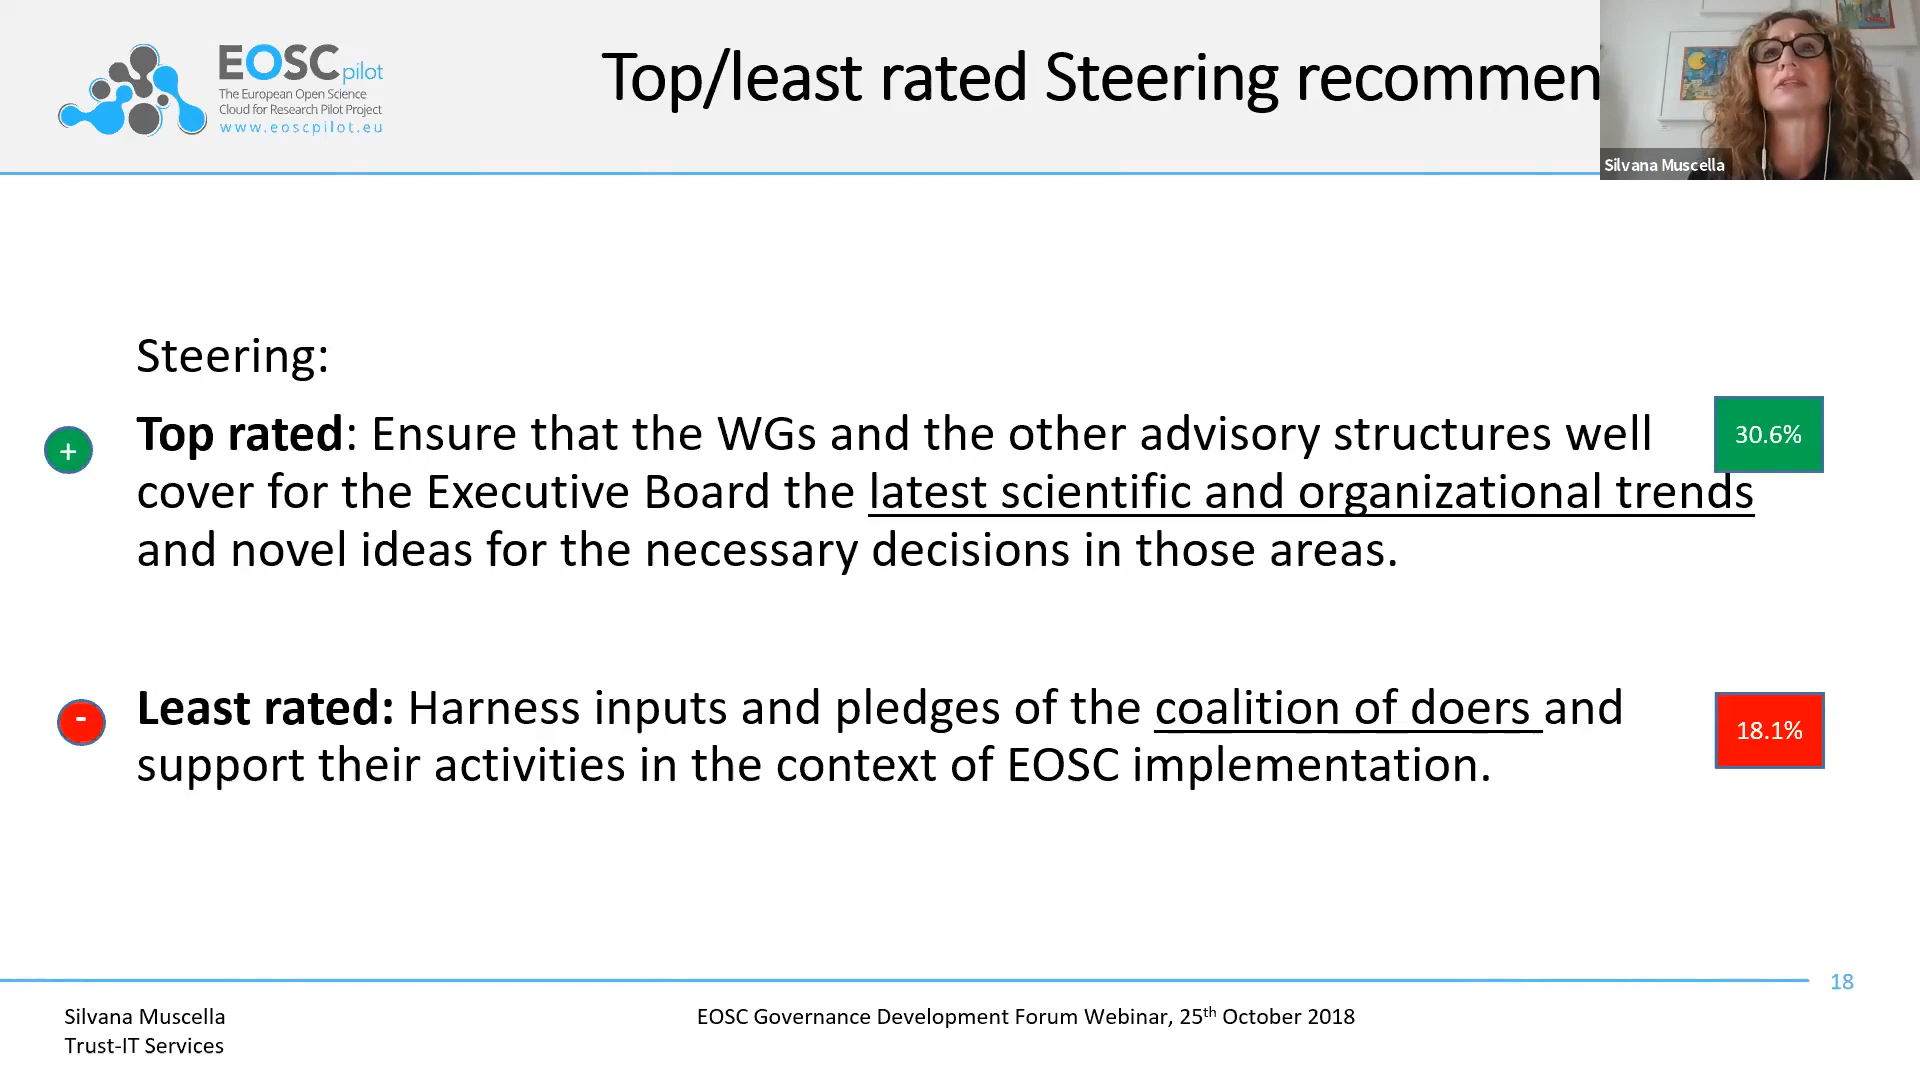 EOSCpilot
The European Open Science
Cloud for Research Pilot Project
www.eoscpilot.eu
Top/least rated Steering recommen
Silvana Muscella
Steering:
+
Top rated: Ensure that the WGs and the other advisory structures well
30.6%
cover for the Executive Board the latest scientific and organizational trends
and novel ideas for the necessary decisions in those areas.
-
Least rated: Harness inputs and pledges of the coalition of doers and
18.1%
support their activities in the context of EOSC implementation.
18
Silvana Muscella
Trust-IT Services
EOSC Governance Development Forum Webinar, 25th October 2018